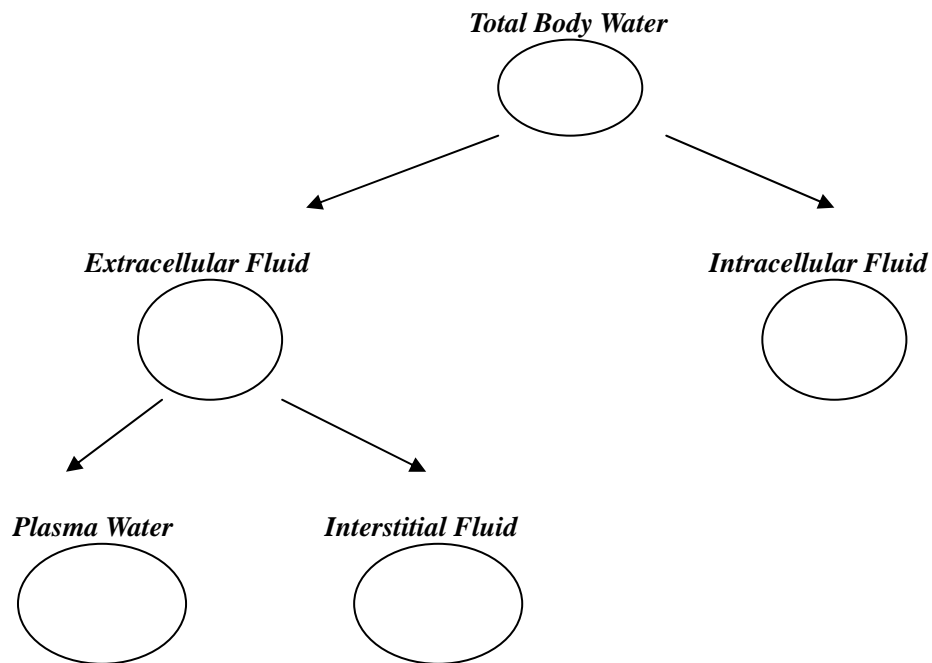 Total Body Water
Extracellular Fluid
Intracellular Fluid
Plasma Water
Interstitial Fluid